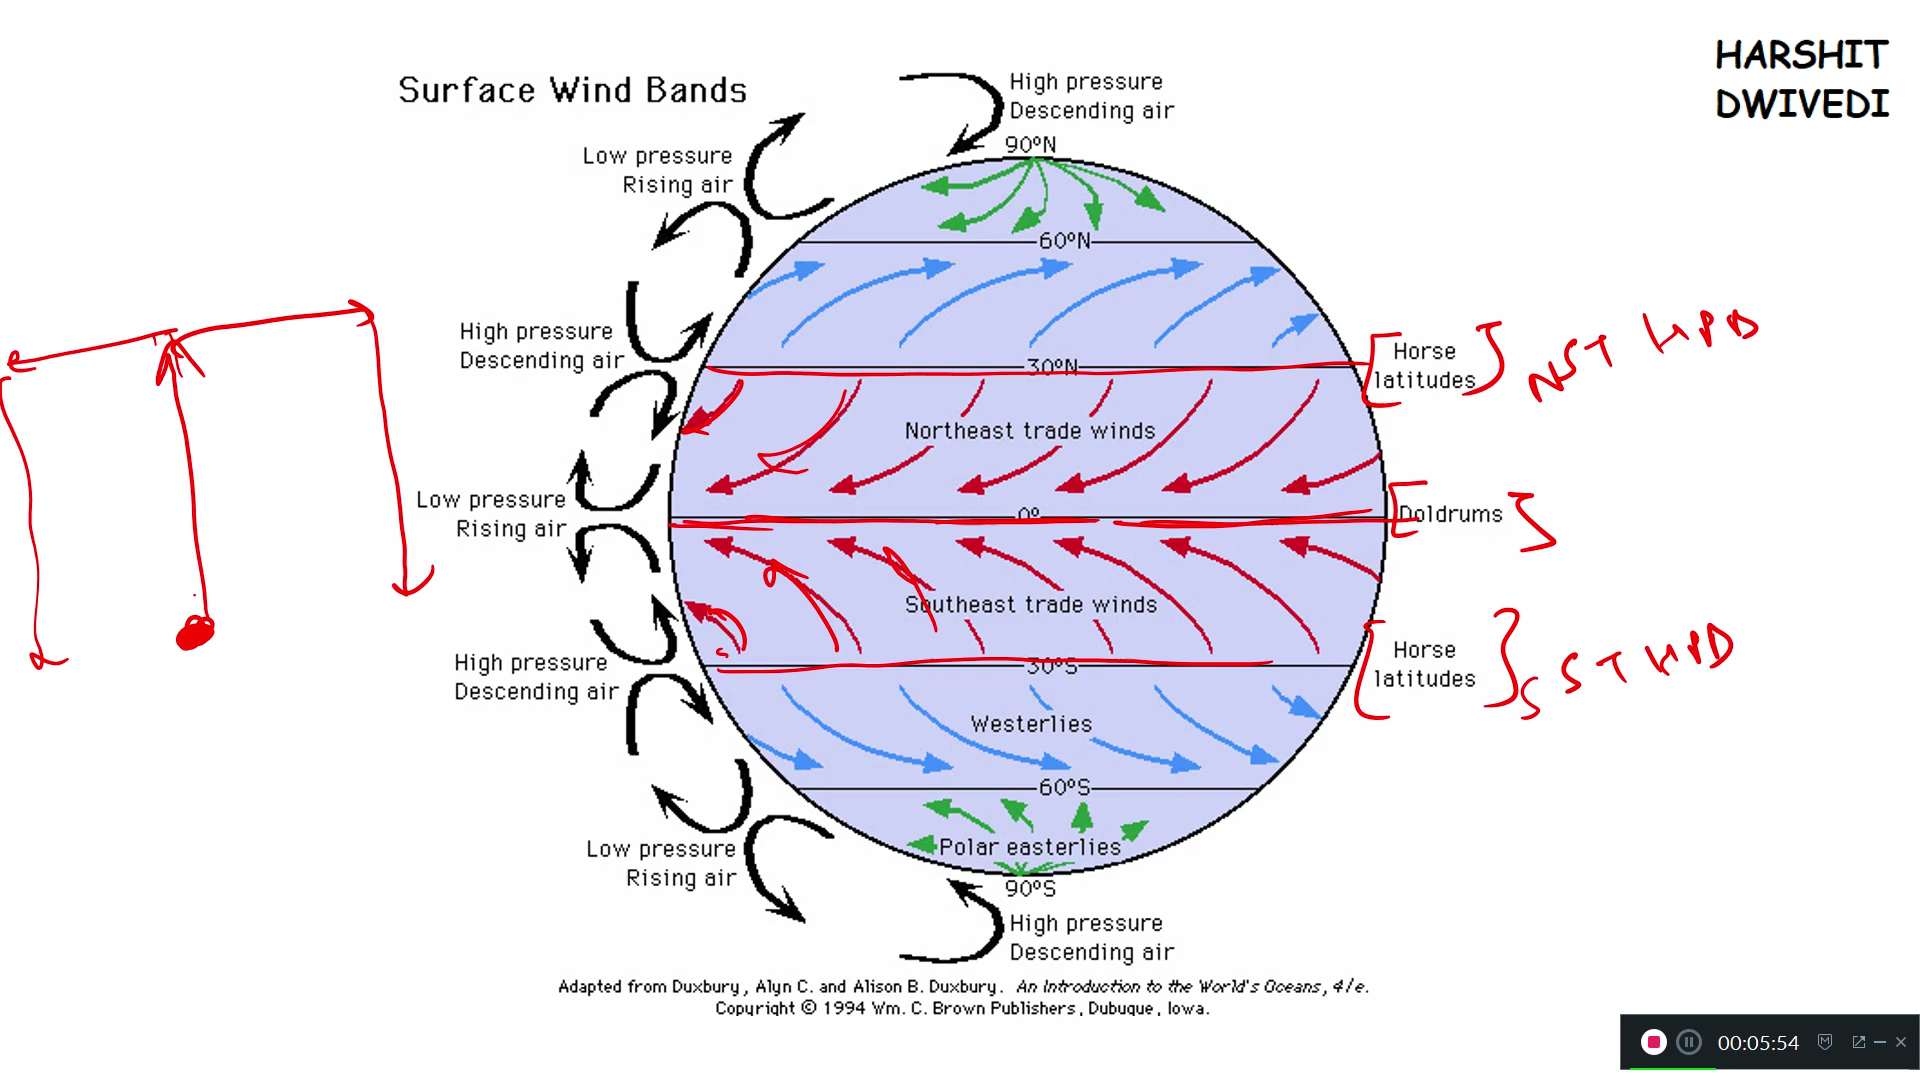 HARSHIT
DWIVEDI
Surface Wind Bands
High pressure
Descending air
90°N
Low pressure
Rising air
60°N
High pressure
Descending air
30°N
Horse
latitudes
NST HPB
Northeast trade winds
Low pressure
Rising air
0°
Doldrums
Southeast trade winds
High pressure
Descending air
30°S
Horse
latitudes
Westerlies
60°S
Low pressure
Rising air
Polar easterlies
90°S
High pressure
Descending air
Adapted from Duxbury, Alyn C. and Alison B. Duxbury. An Introduction to the World's Oceans, 4/e.
Copyright © 1994 Wm. C. Brown Publishers, Dubuque, Iowa.
00:05:54